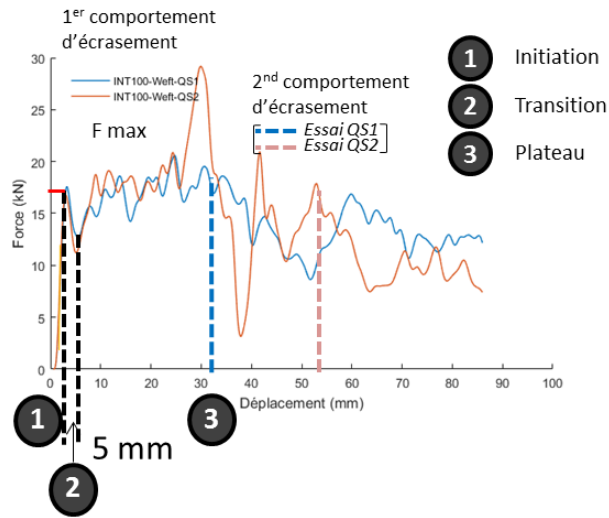 1er comportement
d’écrasement
1 Initiation
2 Transition
3 Plateau
INT100-Weft-QS1
INT100-Weft-QS2
F max
2nd comportement
d’écrasement
Essai QS1
Essai QS2
Force (kN)
30
25
20
15
10
5
0
0 10 20 30 40 50 60 70 80 90 100
Déplacement (mm)
1
3
5 mm
2